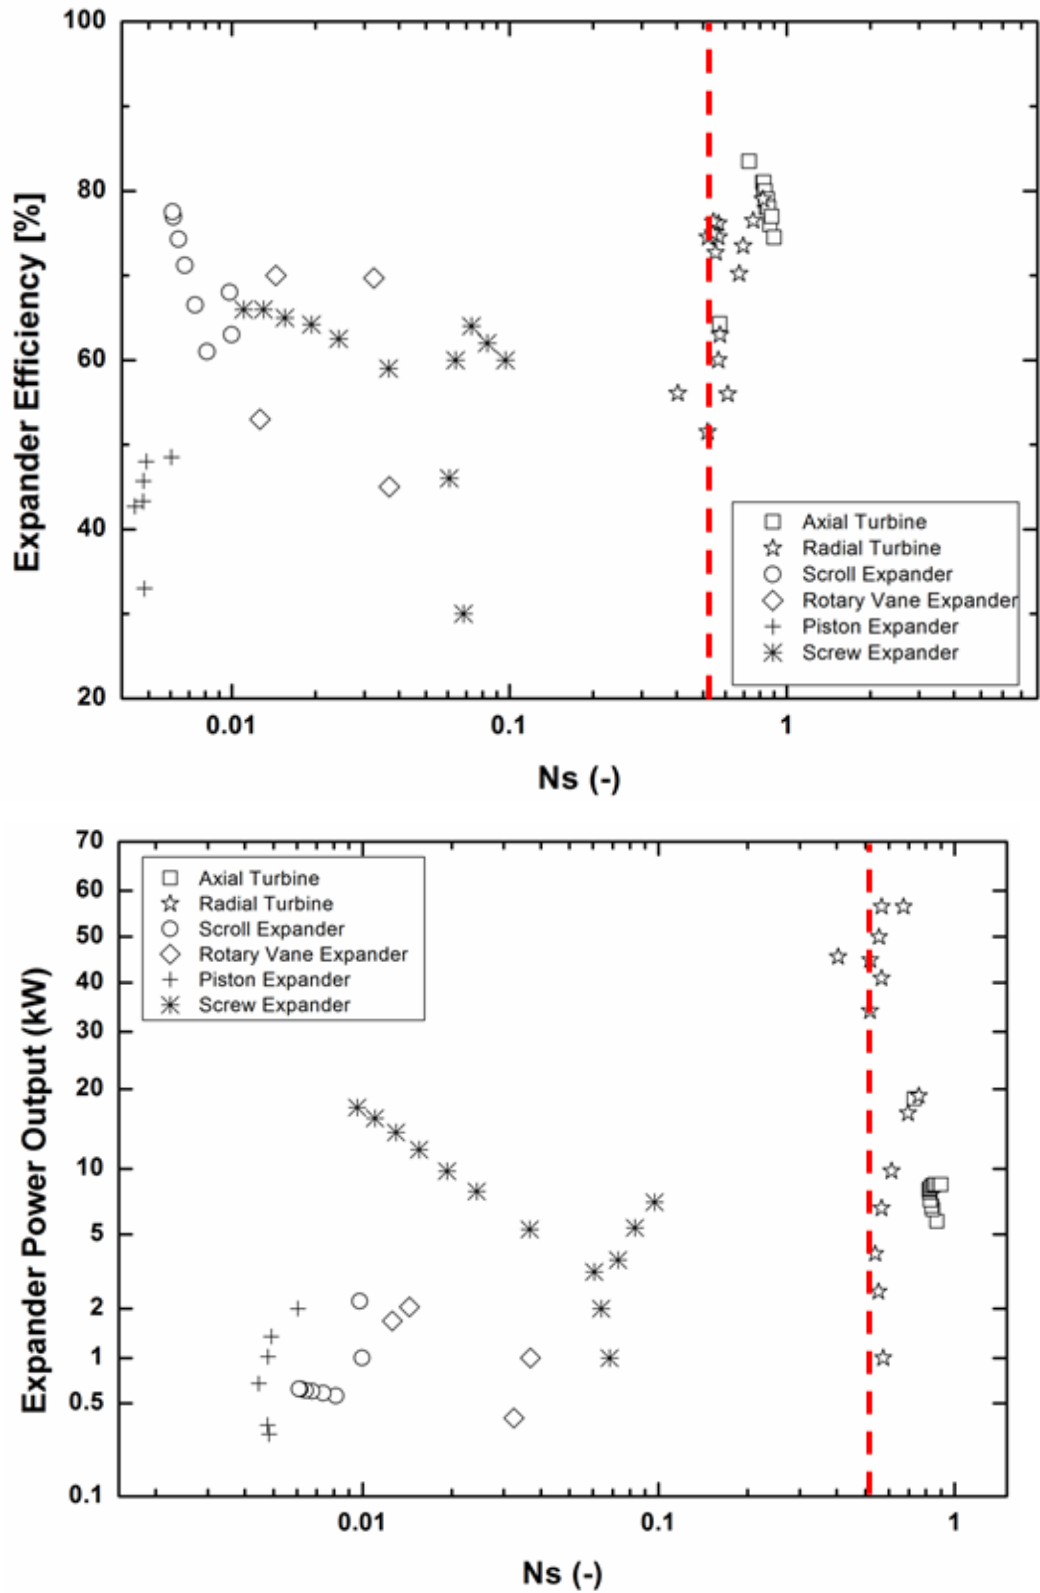 100
80
60
40
20
Expander Efficiency [%]
Axial Turbine
Radial Turbine
Scroll Expander
Rotary Vane Expander
Piston Expander
Screw Expander
0.01
0.1
1
Ns (-)
70
60
50
40
30
20
10
5
2
1
0.5
0.1
Expander Power Output (kW)
Axial Turbine
Radial Turbine
Scroll Expander
Rotary Vane Expander
Piston Expander
Screw Expander
0.01
0.1
1
Ns (-)